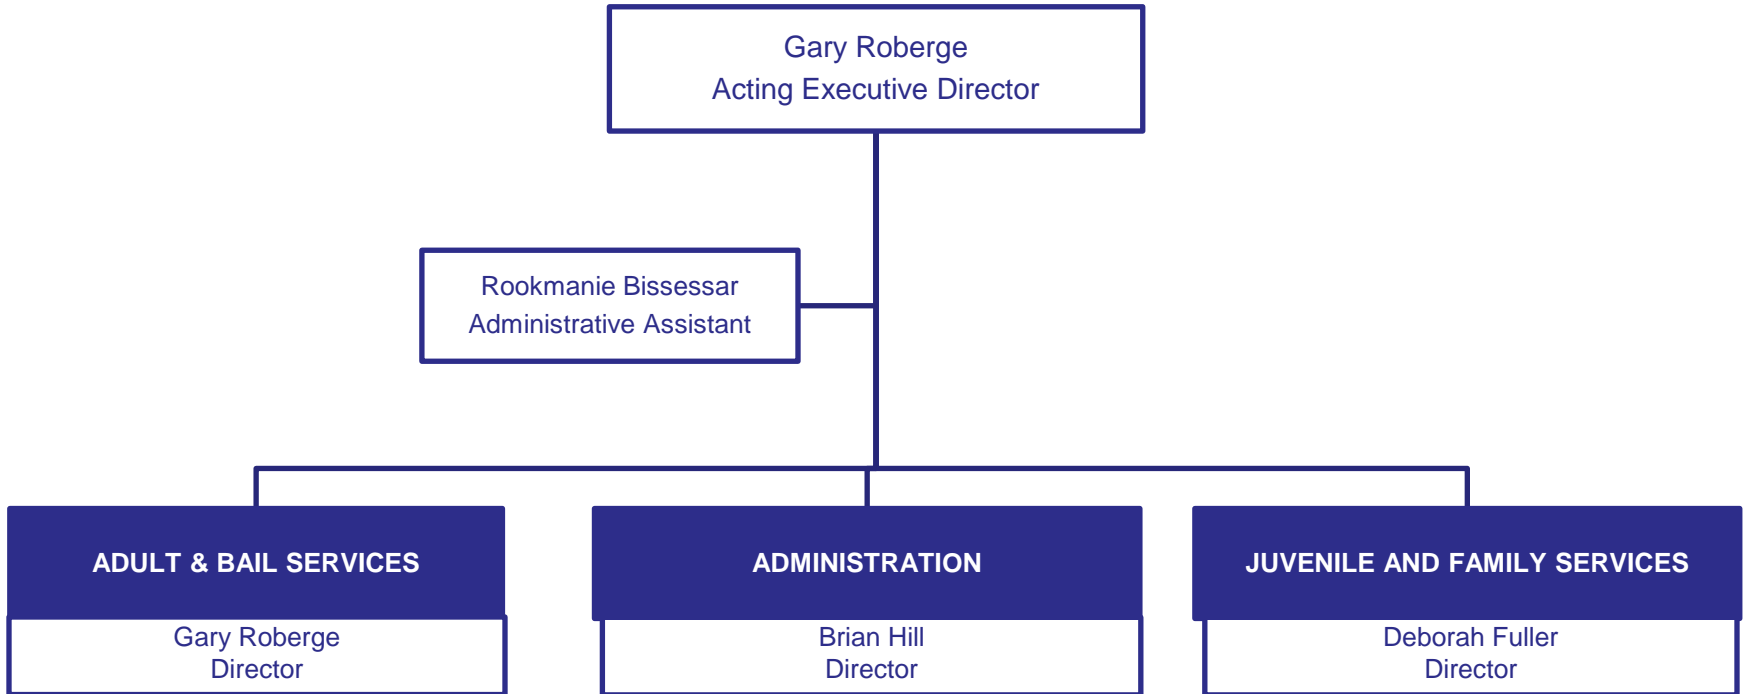 Gary Roberge
Acting Executive Director
Rookmanie Bissessar
Administrative Assistant
ADULT & BAIL SERVICES
Gary Roberge
Director
ADMINISTRATION
Brian Hill
Director
JUVENILE AND FAMILY SERVICES
Deborah Fuller
Director